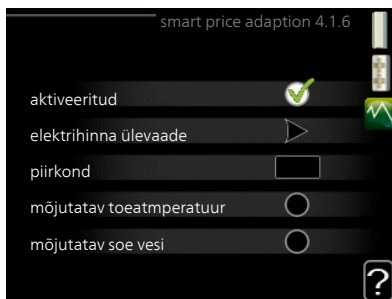 smart price adaption 4.1.6
aktiveeritud
elektrihinna ülevaade
piirkond
mõjutatav toeatmperatuur
mõjutatav soe vesi
?